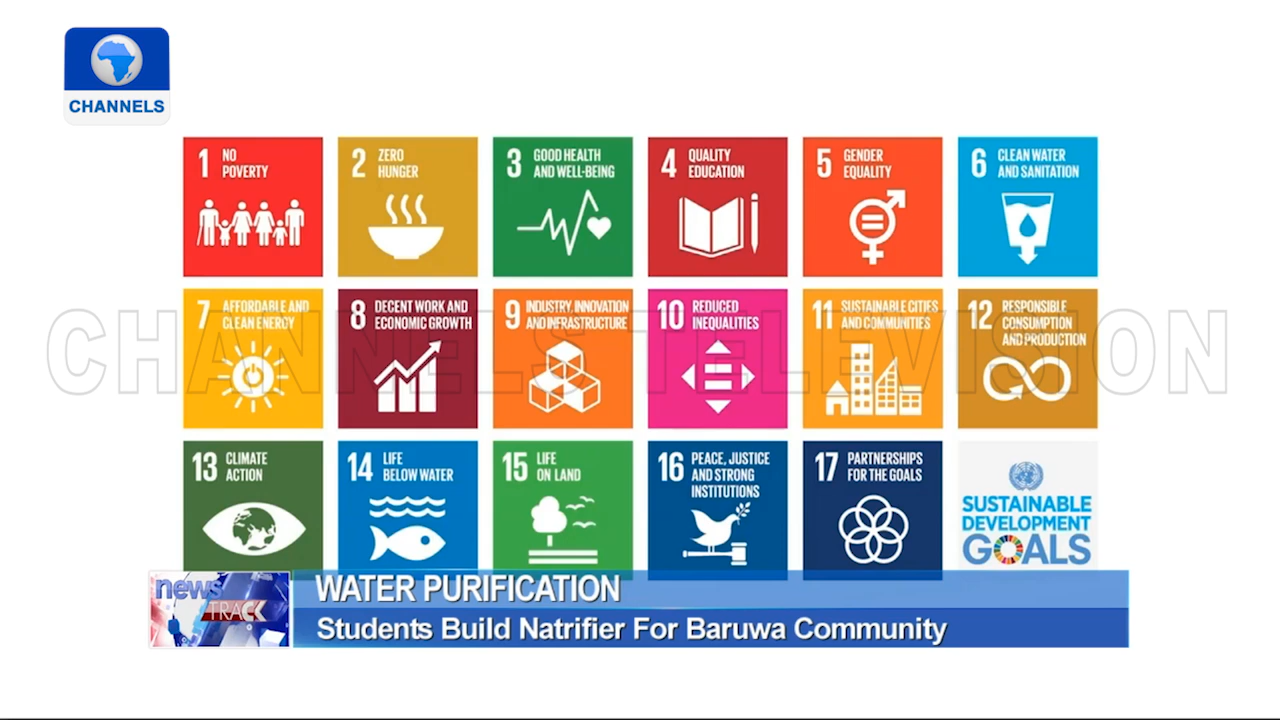 CHANNELS
1 NO
POVERTY
2 ZERO
HUNGER
3 GOOD HEALTH
AND WELL-BEING
4 QUALITY
EDUCATION
5 GENDER
EQUALITY
6 CLEAN WATER
AND SANITATION
7 AFFORDABLE AND
CLEAN ENERGY
8 DECENT WORK AND
ECONOMIC GROWTH
9 INDUSTRY, INNOVATION
AND INFRASTRUCTURE
10 REDUCED
INEQUALITIES
11 SUSTAINABLE CITIES
AND COMMUNITIES
12 RESPONSIBLE
CONSUMPTION
AND PRODUCTION
CHANNELS TELEVISION
13 CLIMATE
ACTION
14 LIFE
BELOW WATER
15 LIFE
ON LAND
16 PEACE, JUSTICE
AND STRONG
INSTITUTIONS
17 PARTNERSHIPS
FOR THE GOALS
SUSTAINABLE
DEVELOPMENT
GOALS
news
TRACK
WATER PURIFICATION
Students Build Natrifier For Baruwa Community